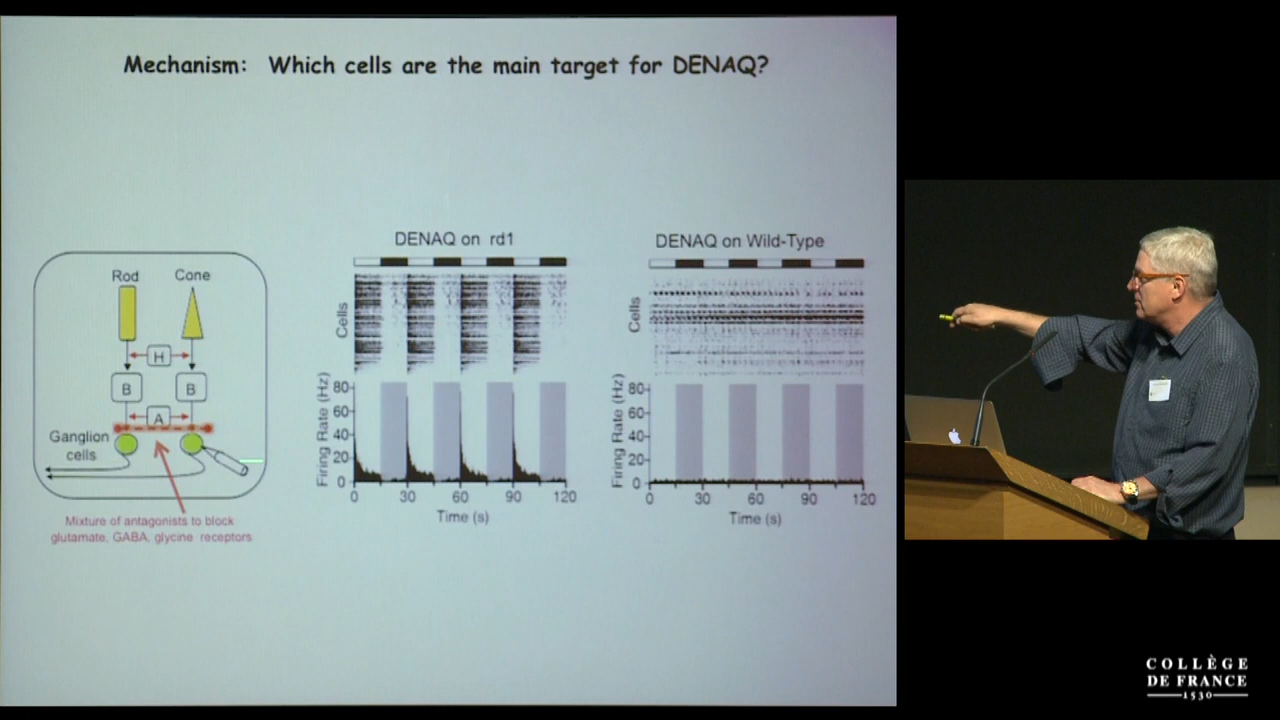 Mechanism: Which cells are the main target for DENAQ?
Rod
Cone
H
B
B
A
Ganglion
cells
Mixture of antagonists to block
glutamate, GABA, glycine receptors
DENAQ on rd1
Cells
Firing Rate (Hz)
80
60
40
20
0
0 30 60 90 120
Time (s)
DENAQ on Wild-Type
Cells
Firing Rate (Hz)
80
60
40
20
0
0 30 60 90 120
Time (s)
COLLÈGE
DE FRANCE
1530